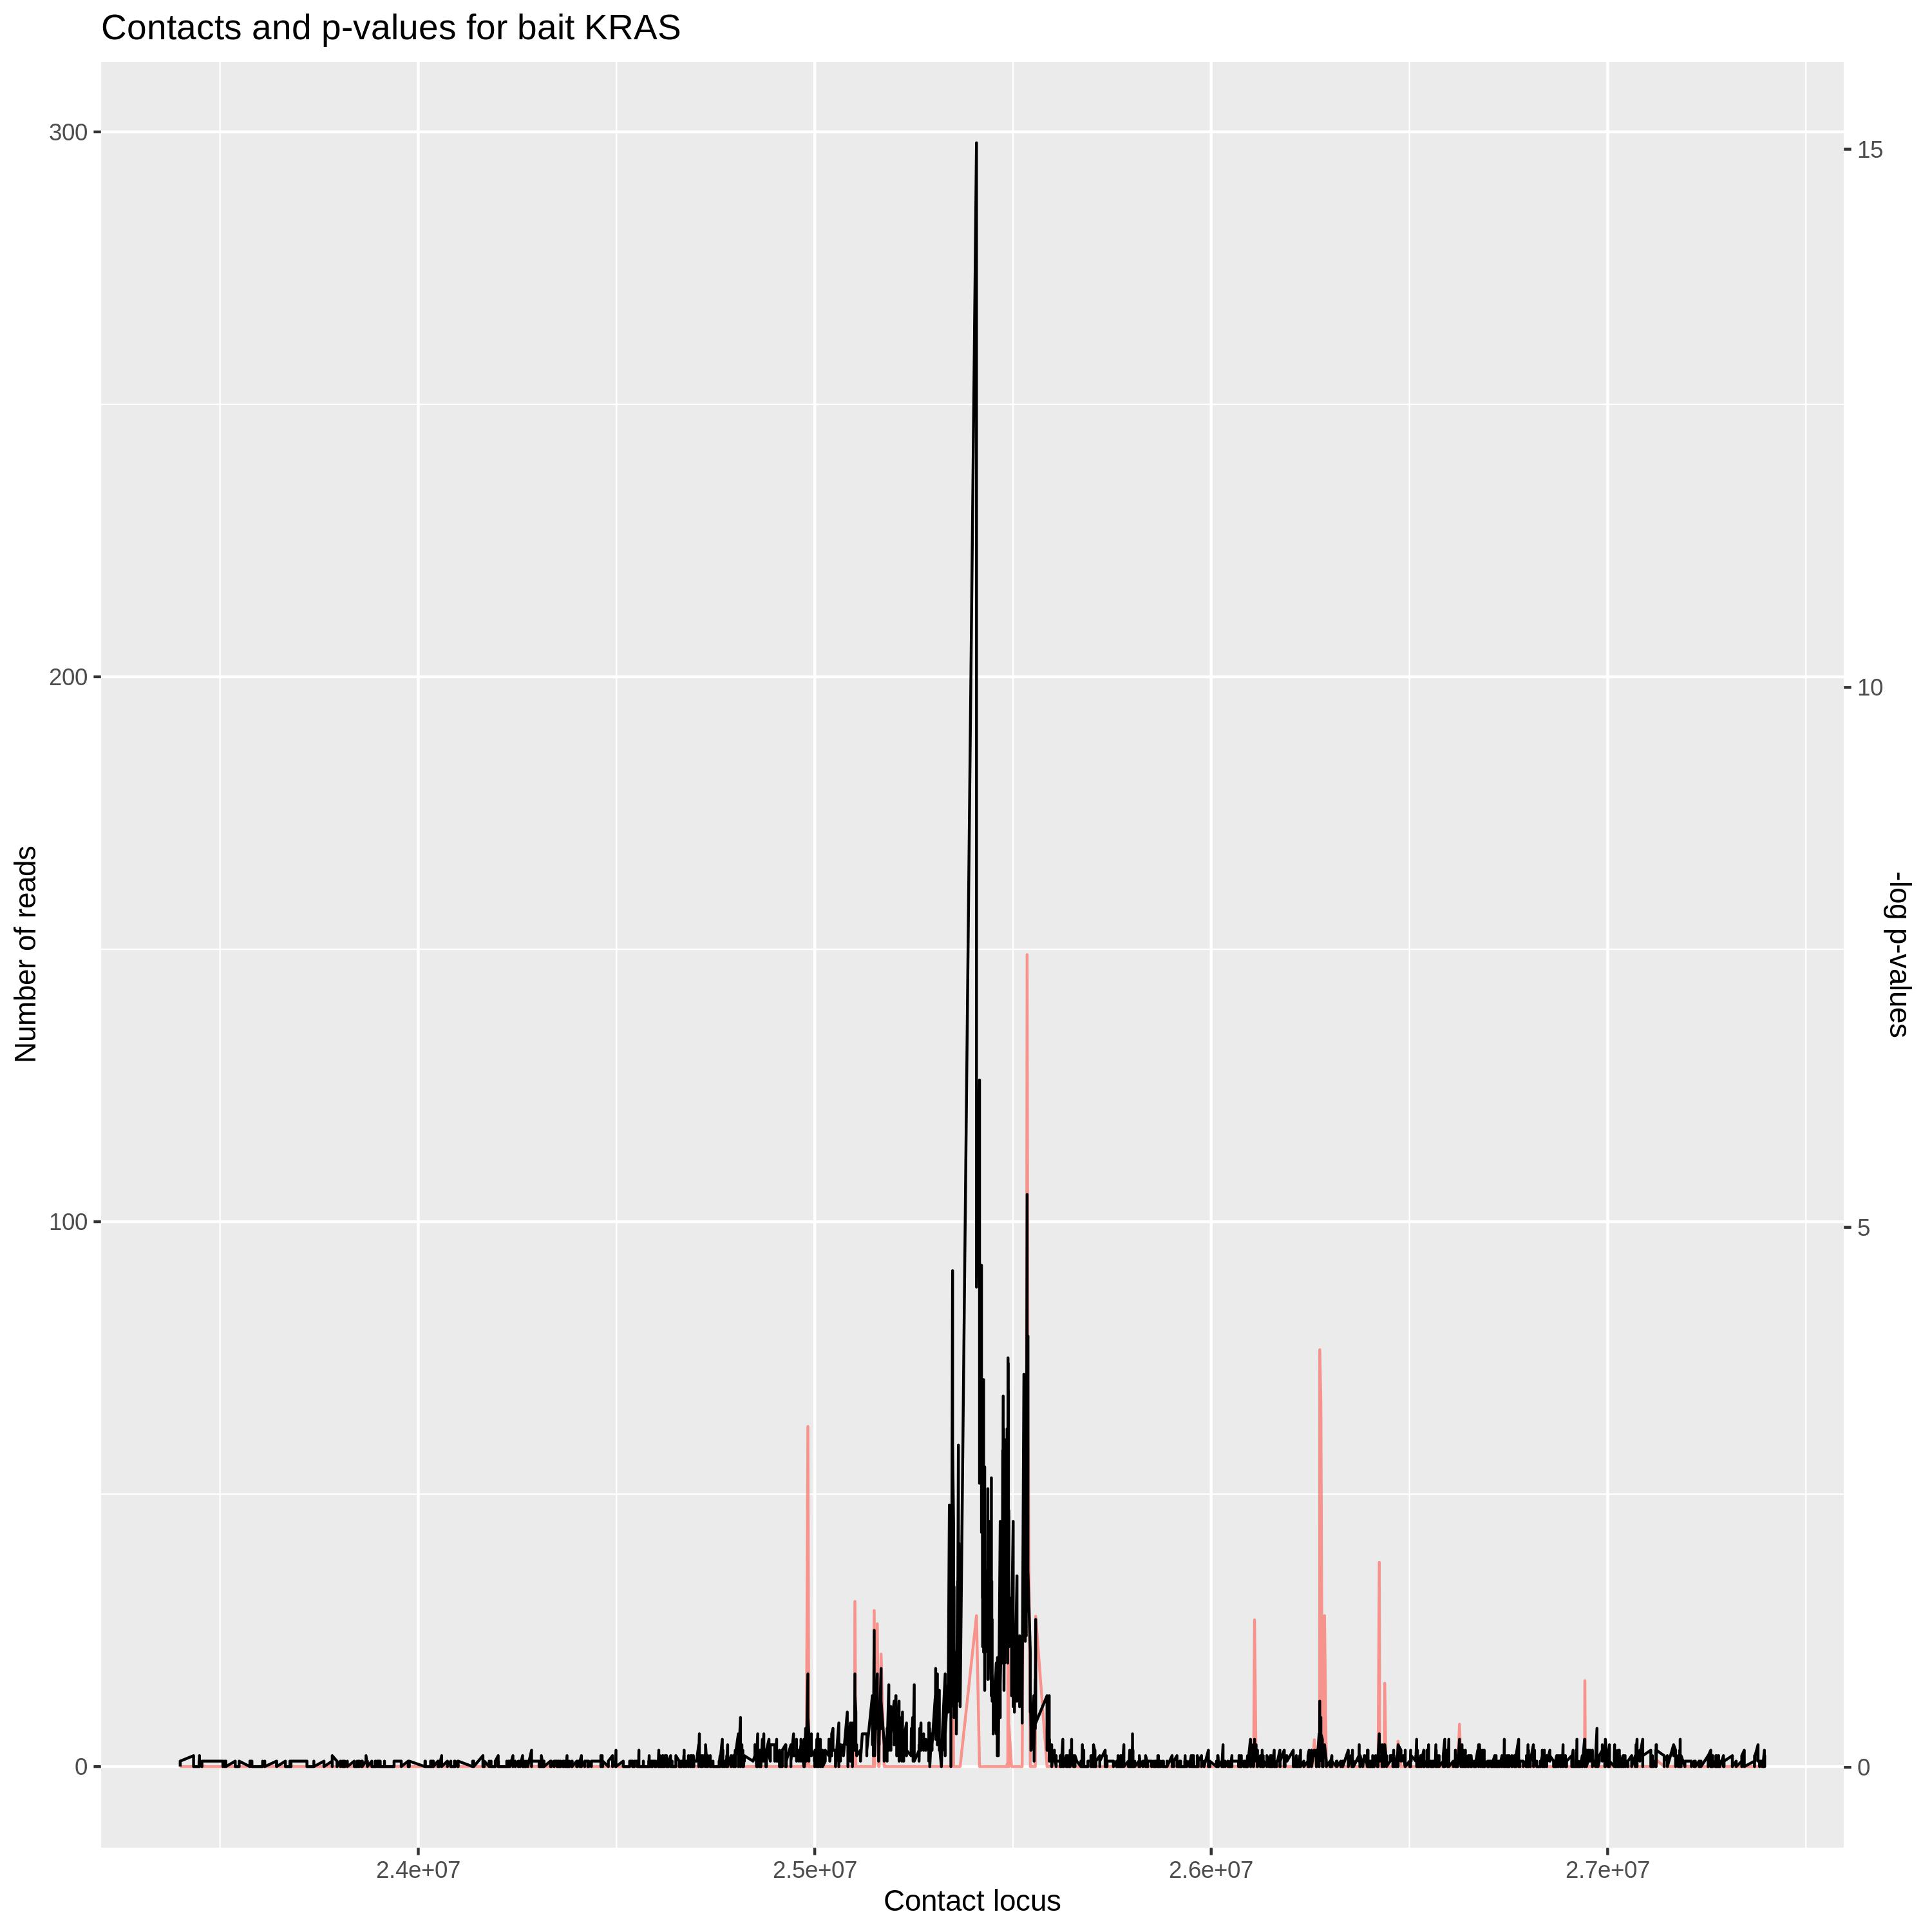 Contacts and p-values for bait KRAS
300
200
100
0
Number of reads
15
10
5
0
-log p-values
2.4e+07
2.5e+07
2.6e+07
2.7e+07
Contact locus